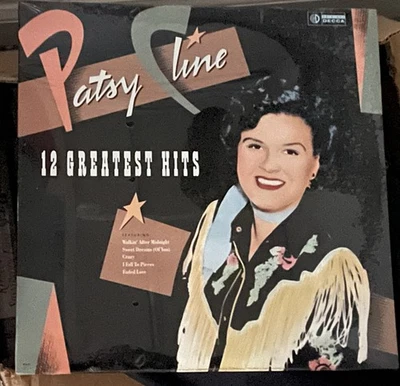 Patsy Cline
DECCA
12 GREATEST HITS
FEATURING
Walkin' After Midnight
Sweet Dreams (Of You)
Crazy
I Fall To Pieces
Faded Love